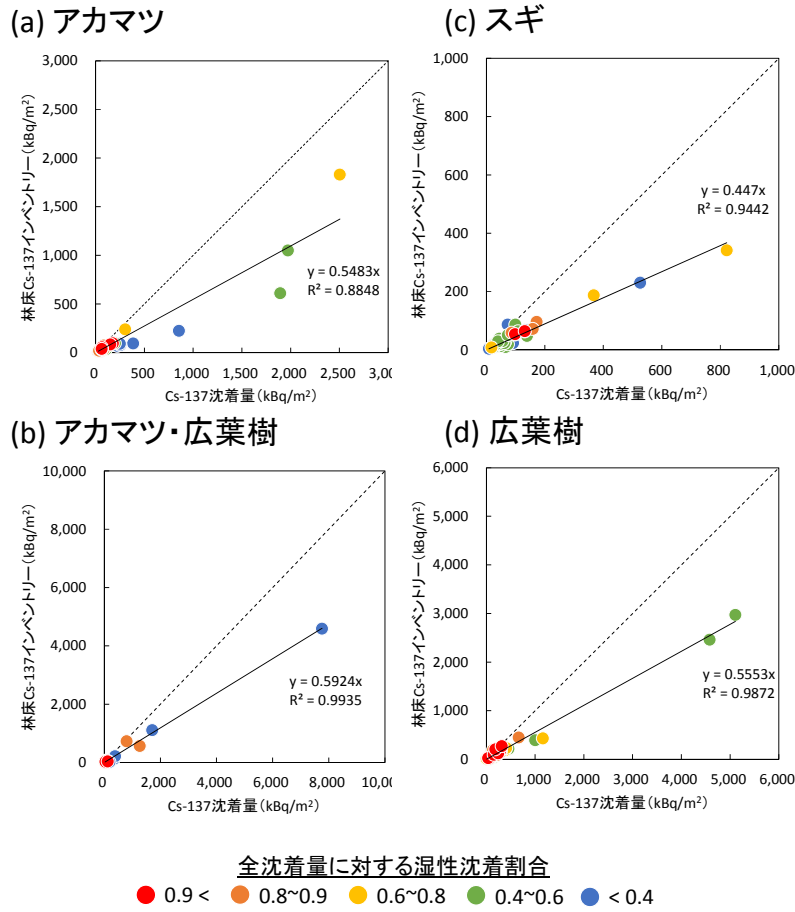 (a) アカマツ
3,000
2,500
2,000
1,500
1,000
500
0
0
500
1,000
1,500
2,000
2,500
3,00
林床Cs-137インベントリー(kBq/m²)
Cs-137沈着量(kBq/m²)
y = 0.5483x
R² = 0.8848
(c) スギ
1,000
800
600
400
200
0
0
200
400
600
800
1,000
林床Cs-137インベントリー(kBq/m²)
Cs-137沈着量(kBq/m²)
y = 0.447x
R² = 0.9442
(b) アカマツ・広葉樹
10,000
8,000
6,000
4,000
2,000
0
0
2,000
4,000
6,000
8,000
10,00
林床Cs-137インベントリー(kBq/m²)
Cs-137沈着量(kBq/m²)
y = 0.5924x
R² = 0.9935
(d) 広葉樹
6,000
5,000
4,000
3,000
2,000
1,000
0
0
1,000
2,000
3,000
4,000
5,000
6,000
林床Cs-137インベントリー(kBq/m²)
Cs-137沈着量(kBq/m²)
y = 0.5553x
R² = 0.9872
全沈着量に対する湿性沈着割合
0.9 < 0.8~0.9 0.6~0.8 0.4~0.6 < 0.4